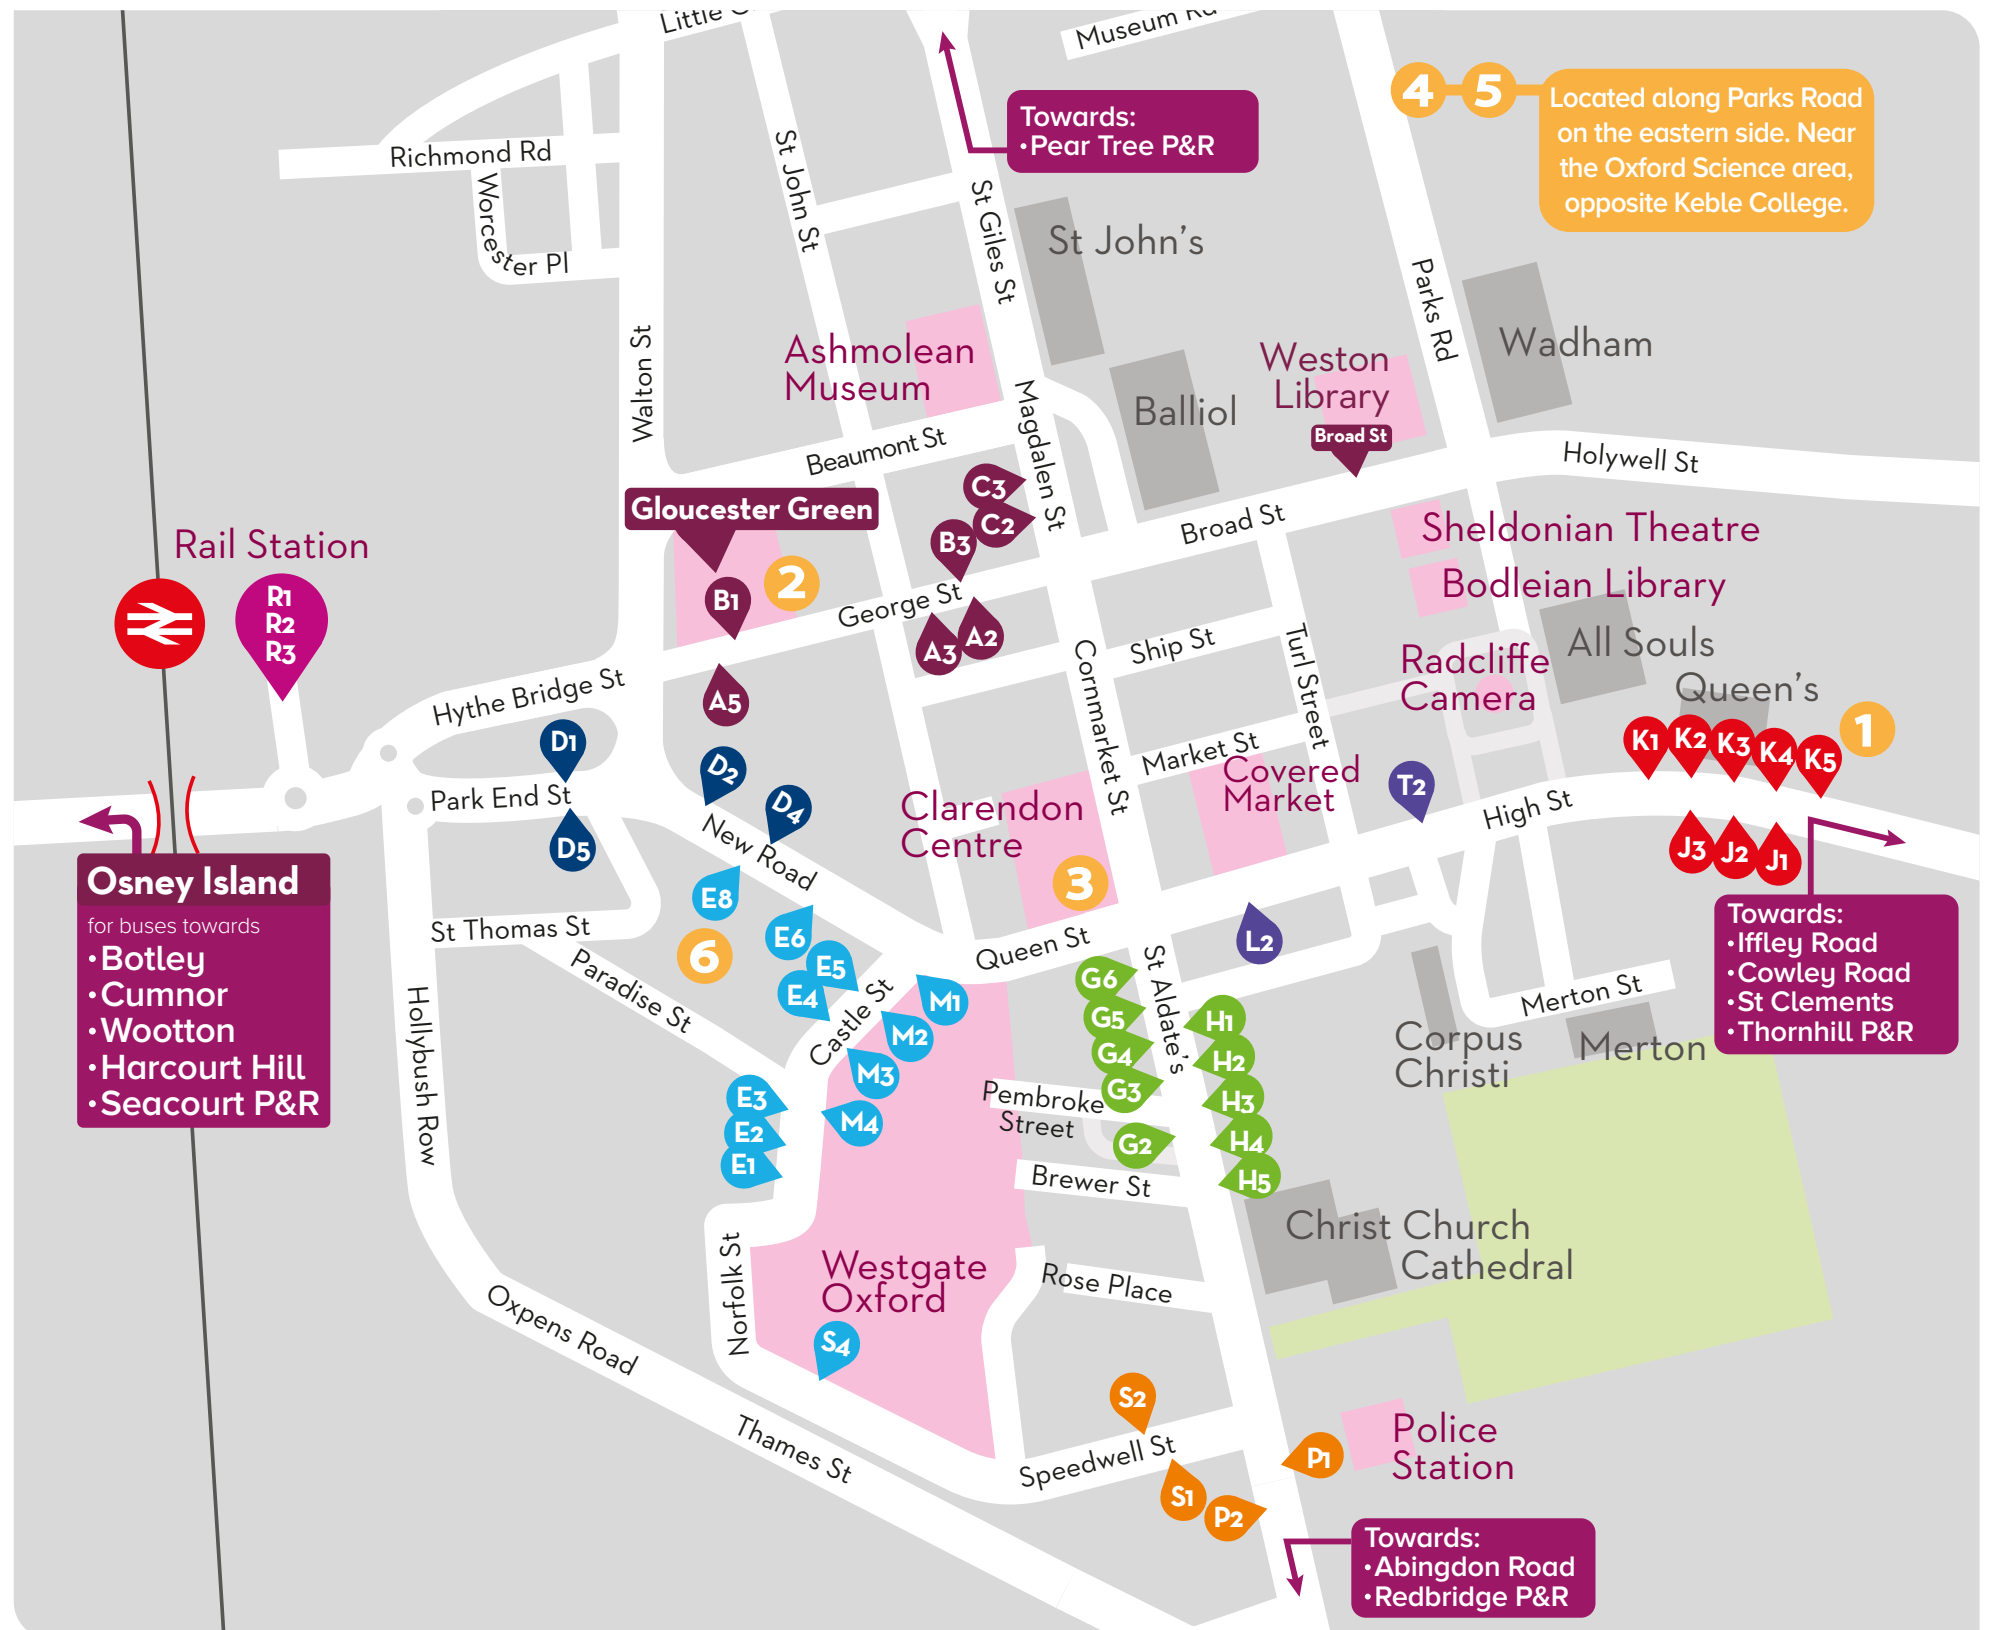 Little
Museum Rd
4
5
Located along Parks Road
on the eastern side. Near
the Oxford Science area,
opposite Keble College.
Towards:
•Pear Tree P&R
Richmond Rd
Worcester Pl
St John St
St Giles St
St John's
Parks Rd
Wadham
Walton St
Ashmolean
Museum
Magdalen St
Balliol
Weston
Library
Broad St
Beaumont St
Holywell St
Gloucester Green
C3
C2
B3
Broad St
Sheldonian Theatre
Rail Station
R1
R2
R3
B1
2
George St
A3
A2
Bodleian Library
Ship St
Turl Street
All Souls
Radcliffe
Camera
Queen's
Hythe Bridge St
A5
Cornmarket St
K1
K2
K3
K4
K5
1
D1
D2
D4
D5
Park End St
New Road
Market St
Covered
Market
T2
High St
Clarendon
Centre
3
J3
J2
J1
Osney Island
for buses towards
•Botley
•Cumnor
•Wootton
•Harcourt Hill
•Seacourt P&R
E8
E6
6
E5
E4
St Thomas St
Paradise St
Queen St
L2
Towards:
•Iffley Road
•Cowley Road
•St Clements
•Thornhill P&R
Hollybush Row
Castle St
M1
M2
M3
M4
St Aldate's
G6
G5
G4
G3
G2
H1
H2
H3
H4
H5
Merton St
Corpus
Christi
Merton
E3
E2
E1
Pembroke
Street
Brewer St
Christ Church
Cathedral
Norfolk St
Westgate
Oxford
Rose Place
S4
Oxpens Road
Thames St
S2
Speedwell St
S1
P2
P1
Police
Station
Towards:
•Abingdon Road
•Redbridge P&R